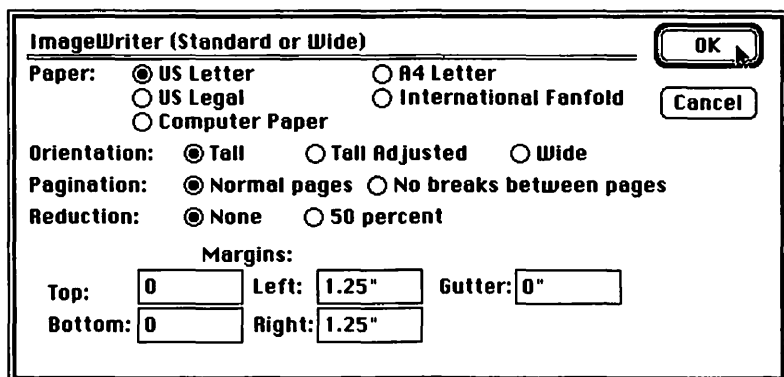 ImageWriter (Standard or Wide) OK
Paper: US Letter A4 Letter
US Legal International Fanfold Cancel
Computer Paper
Orientation: Tall Tall Adjusted Wide
Pagination: Normal pages No breaks between pages
Reduction: None 50 percent
Margins:
Top: 0 Left: 1.25" Gutter: 0"
Bottom: 0 Right: 1.25"